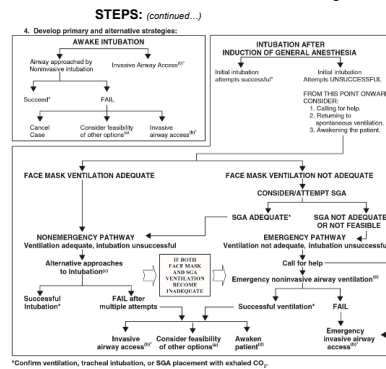 STEPS: (continued…)
4. Develop primary and alternative strategies:
AWAKE INTUBATION
Airway approached by
Noninvasive intubation
Invasive Airway Access(b)*
Succeed*
FAIL
Cancel
Case
Consider feasibility
of other options(a)
Invasive
airway access(b)*
INTUBATION AFTER
INDUCTION OF GENERAL ANESTHESIA
Initial intubation
attempts successful*
Initial intubation
Attempts UNSUCCESSFUL
FROM THIS POINT ONWARD
CONSIDER:
1. Calling for help.
2. Returning to
spontaneous ventilation.
3. Awakening the patient.
FACE MASK VENTILATION ADEQUATE
FACE MASK VENTILATION NOT ADEQUATE
CONSIDER/ATTEMPT SGA
SGA ADEQUATE*
SGA NOT ADEQUATE
OR NOT FEASIBLE
NONEMERGENCY PATHWAY
Ventilation adequate, intubation unsuccessful
EMERGENCY PATHWAY
Ventilation not adequate, intubation unsuccessful
Alternative approaches
to intubation(c)
IF BOTH
FACE MASK
AND SGA
VENTILATION
BECOME
INADEQUATE
Call for help
Emergency noninvasive airway ventilation(e)
Successful
Intubation*
FAIL after
multiple attempts
Successful ventilation*
FAIL
Invasive
airway access(b)*
Consider feasibility
of other options(a)
Awaken
patient(d)
Emergency
invasive airway
access(b)*
*Confirm ventilation, tracheal intubation, or SGA placement with exhaled CO2.